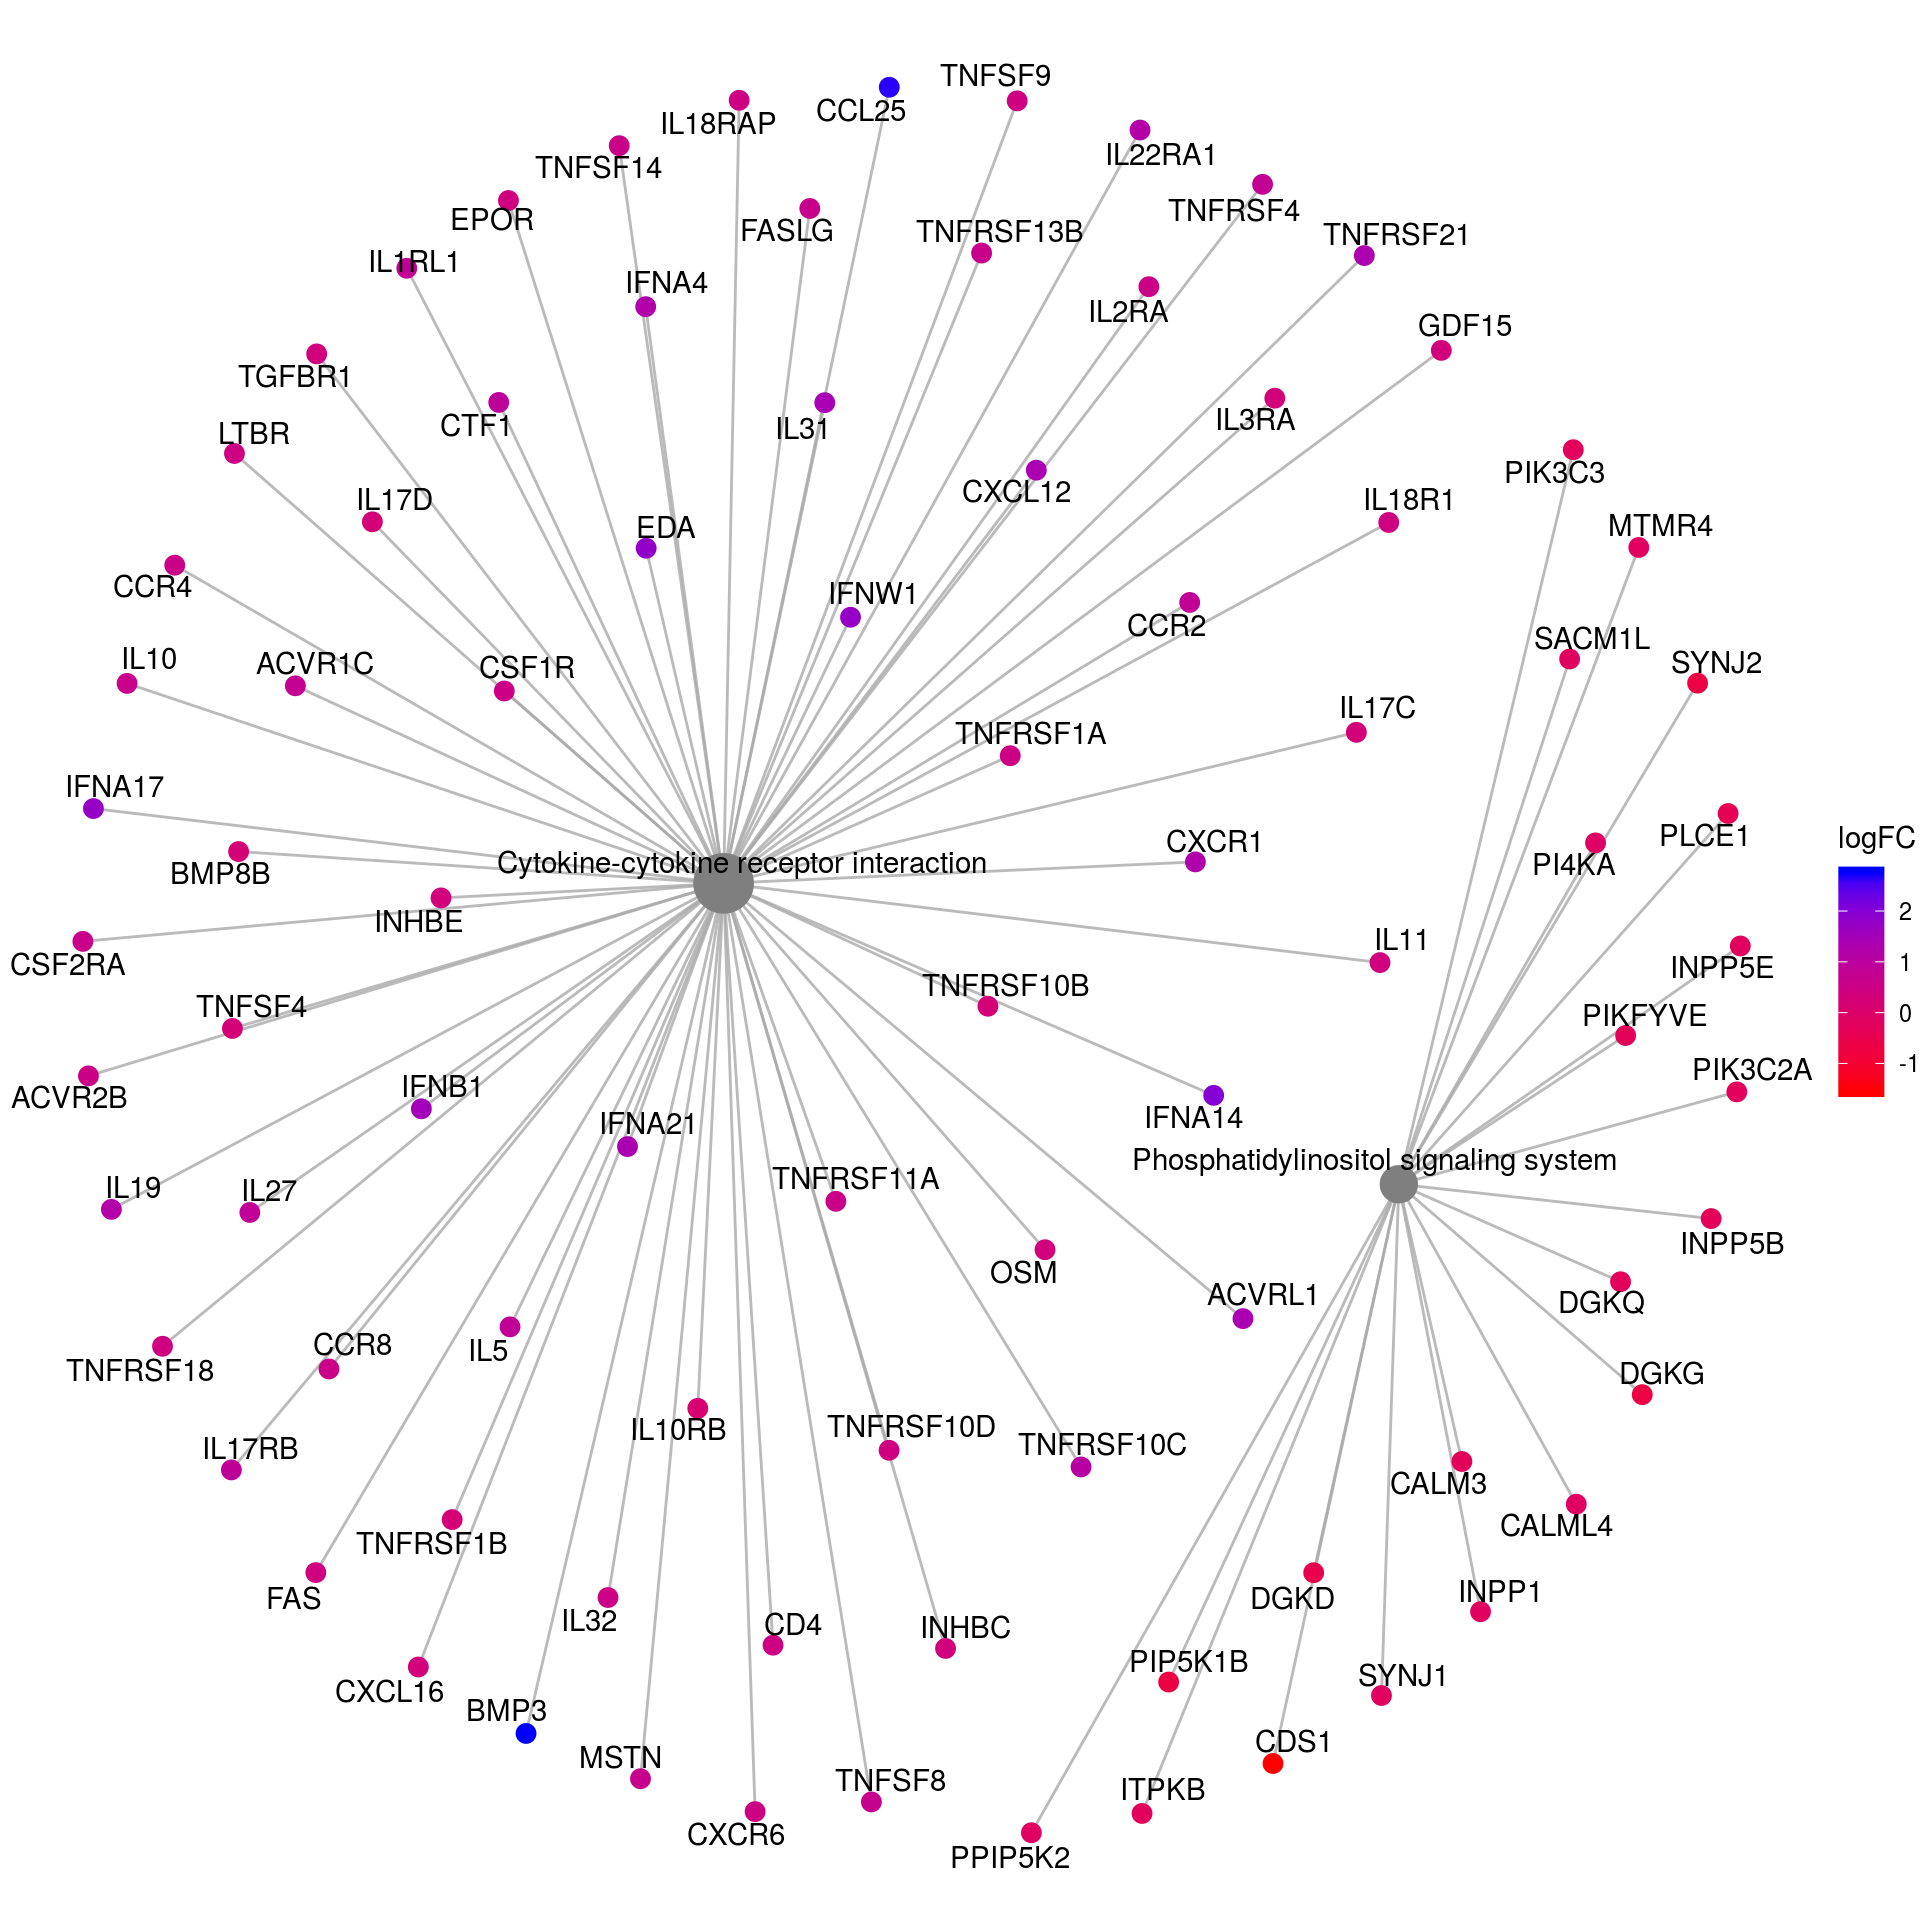 TNFSF9
IL18RAP
CCL25
TNFSF14
IL22RA1
EPOR
FASLG
TNFRSF13B
TNFRSF4
TNFRSF21
IL1RL1
IFNA4
IL2RA
GDF15
TGFBR1
CTF1
IL31
IL3RA
LTBR
IL17D
CXCL12
IL18R1
PIK3C3
EDA
MTMR4
CCR4
IFNW1
CCR2
SACM1L
IL10
ACVR1C
CSF1R
SYNJ2
IL17C
TNFRSF1A
IFNA17
CXCR1
PLCE1
logFC
BMP8B
Cytokine-cytokine receptor interaction
PI4KA
2
INHBE
IL11
1
CSF2RA
INPP5E
TNFSF4
TNFRSF10B
PIKFYVE
0
-1
ACVR2B
IFNB1
PIK3C2A
IFNA21
IFNA14
Phosphatidylinositol signaling system
IL19
IL27
TNFRSF11A
INPP5B
OSM
ACVRL1
DGKQ
TNFRSF18
CCR8
IL5
DGKG
IL17RB
IL10RB
TNFRSF10D
TNFRSF10C
CALM3
CALML4
TNFRSF1B
FAS
IL32
CD4
INHBC
DGKD
INPP1
PIP5K1B
SYNJ1
CXCL16
BMP3
MSTN
TNFSF8
CDS1
ITPKB
CXCR6
PPIP5K2